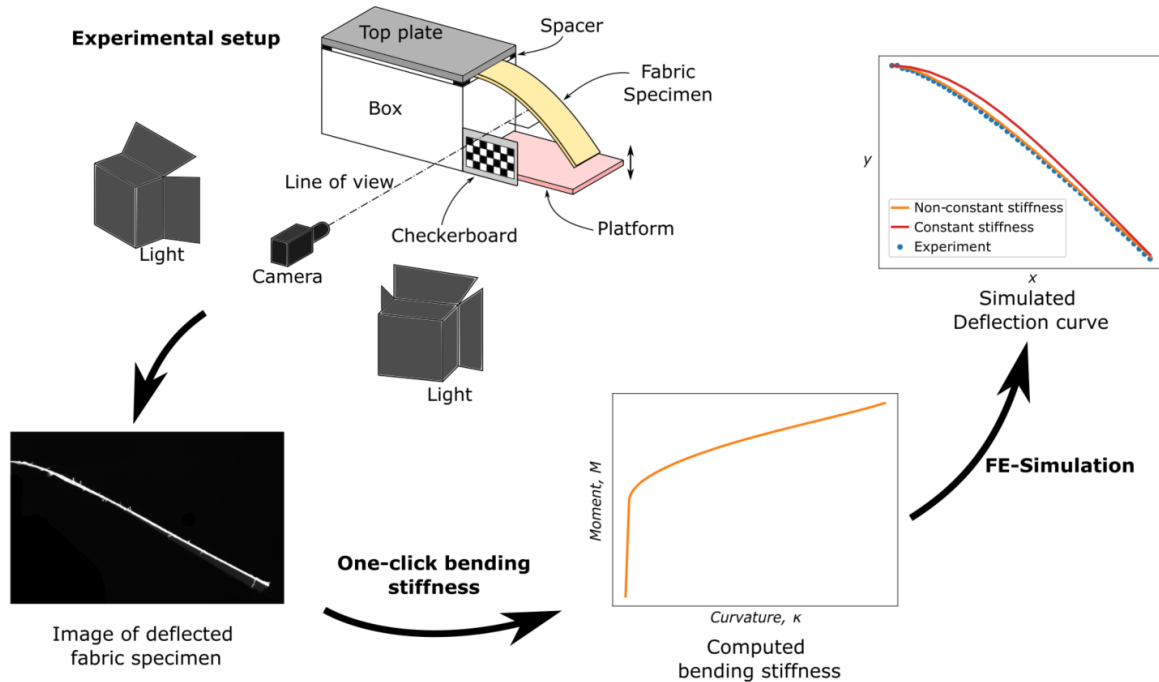 Experimental setup
Top plate
Spacer
Fabric
Specimen
Box
Line of view
Light
Camera
Checkerboard
Platform
Light
y
Non-constant stiffness
Constant stiffness
Experiment
x
Simulated
Deflection curve
FE-Simulation
Moment, M
Curvature, κ
Computed
bending stiffness
One-click bending
stiffness
Image of deflected
fabric specimen